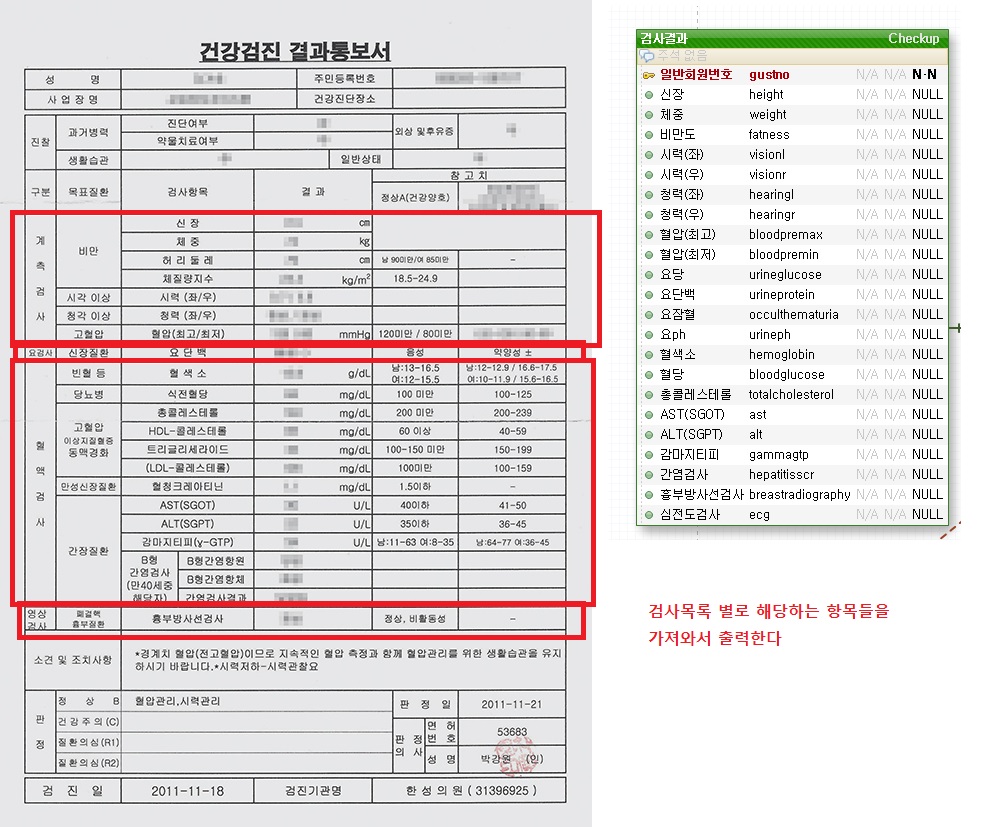 건강검진 결과통보서
성 명 주민등록번호
사 업 장 명 건강진단장소
진찰 과거병력 진단여부 외상 및후유증
약물치료여부
생활습관 일반상태
구분 목표질환 검사항목 결 과 참 고 치
정상A(건강양호)
계측검사 비만 신 장 cm
체 중 kg
허 리 둘 레 cm 남 90미만/여 85미만 –
체질량지수 kg/m² 18.5-24.9
시각 이상 시력 (좌/우)
청각 이상 청력 (좌/우)
고혈압 혈압(최고/최저) mmHg 120미만 / 80미만
요검사 신장질환 요 단 백 음성 약양성 ±
혈액검사 빈혈 등 혈 색 소 g/dL 남:13-16.5 여:12-15.5 남:12-12.9 / 16.6-17.5 여:10-11.9 / 15.6-16.5
당뇨병 식전혈당 mg/dL 100 미만 100-125
고혈압 이상지질혈증 동맥경화 총콜레스테롤 mg/dL 200 미만 200-239
HDL-콜레스테롤 mg/dL 60 이상 40-59
트리글리세라이드 mg/dL 100-150 미만 150-199
(LDL-콜레스테롤 mg/dL 100미만 100-159
만성신장질환 혈청크레아티닌 mg/dL 1.5이하 –
간장질환 AST(SGOT) U/L 40이하 41-50
ALT(SGPT) U/L 35이하 36-45
감마지티피(γ-GTP) U/L 남:11-63 여:8-35 남:64-77 여:36-45
B형 간염검사 (만40세중 해당자) B형간염항원
B형간염항체
간염검사결과
영상검사 폐결핵 흉부질환 흉부방사선검사 정상, 비활동성 –
소견 및 조치사항 *경계치 혈압(전고혈압)이므로 지속적인 혈압 측정과 함께 혈압관리를 위한 생활습관을 유지
하시기 바랍니다.*시력저하-시력관찰요
판정 정 상 B 혈압관리,시력관리 판 정 일 2011-11-21
건 강 주 의 (C)
질 환 의 심 (R1) 판정의사 면 허 번 호 53683
질 환 의 심 (R2) 성 명 박강원 (인)
검 진 일 2011-11-18 검진기관명 한 성 의 원 ( 31396925 )
검사결과 Checkup
주석 없음
일반회원번호 gustno N/A N/A N·N
신장 height N/A N/A NULL
체중 weight N/A N/A NULL
비만도 fatness N/A N/A NULL
시력(좌) visionl N/A N/A NULL
시력(우) visionr N/A N/A NULL
청력(좌) hearingl N/A N/A NULL
청력(우) hearingr N/A N/A NULL
혈압(최고) bloodpremax N/A N/A NULL
혈압(최저) bloodpremin N/A N/A NULL
요당 urineglucose N/A N/A NULL
요단백 urineprotein N/A N/A NULL
요잠혈 occulthematuria N/A N/A NULL
요ph urineph N/A N/A NULL
혈색소 hemoglobin N/A N/A NULL
혈당 bloodglucose N/A N/A NULL
총콜레스테롤 totalcholesterol N/A N/A NULL
AST(SGOT) ast N/A N/A NULL
ALT(SGPT) alt N/A N/A NULL
감마지티피 gammagtp N/A N/A NULL
간염검사 hepatitisscr N/A N/A NULL
흉부방사선검사 breastradiography N/A N/A NULL
심전도검사 ecg N/A N/A NULL
검사목록 별로 해당하는 항목들을
가져와서 출력한다